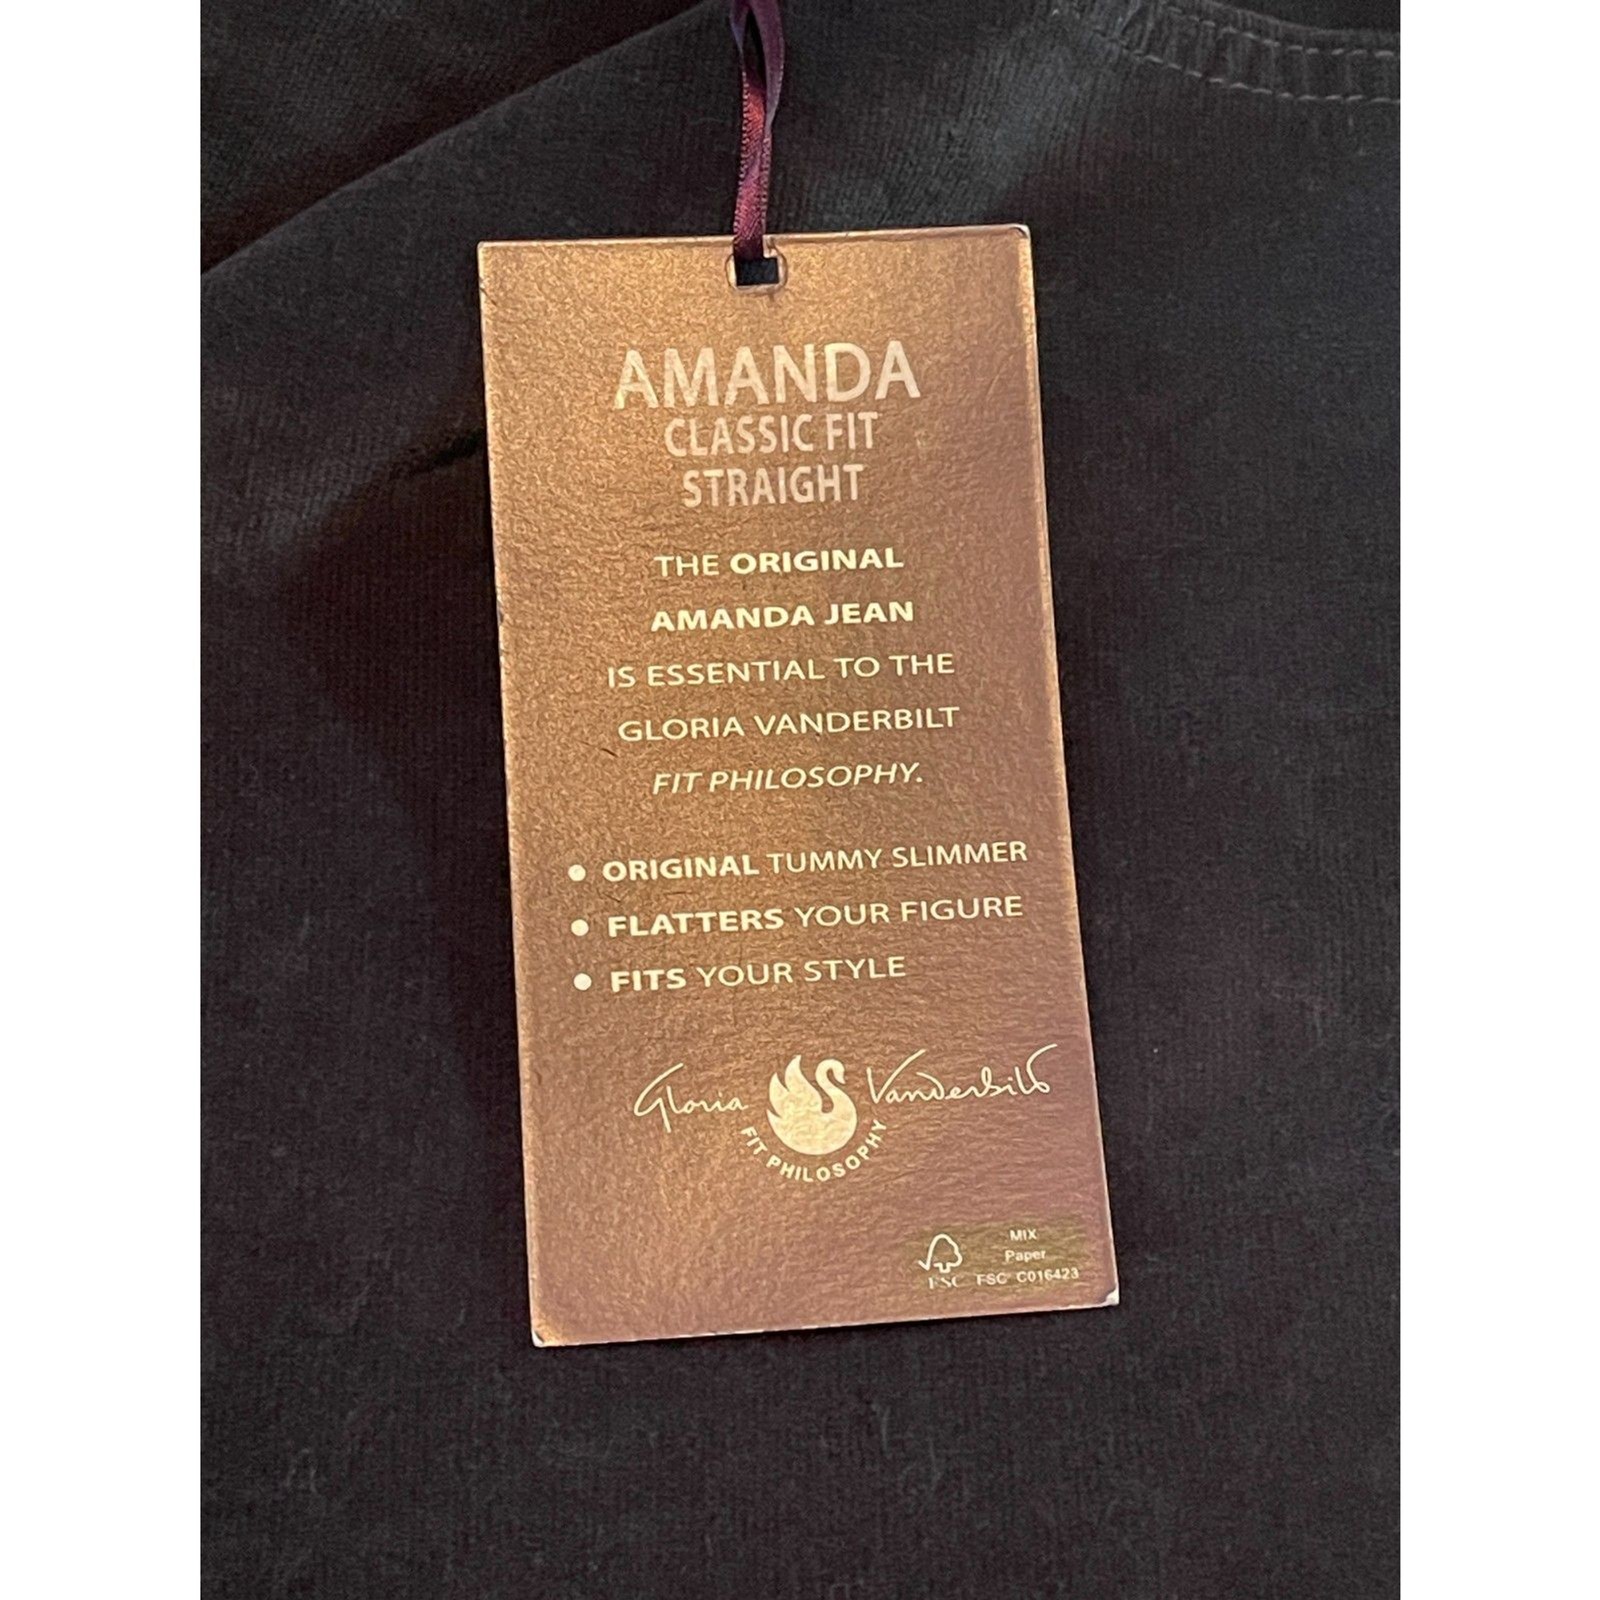 AMANDA
CLASSIC FIT
STRAIGHT
THE ORIGINAL
AMANDA JEAN
IS ESSENTIAL TO THE
GLORIA VANDERBILT
FIT PHILOSOPHY.
• ORIGINAL TUMMY SLIMMER
• FLATTERS YOUR FIGURE
• FITS YOUR STYLE
Gloria Vanderbilt
FIT PHILOSOPHY
MIX
Paper
FSC FSC C016423